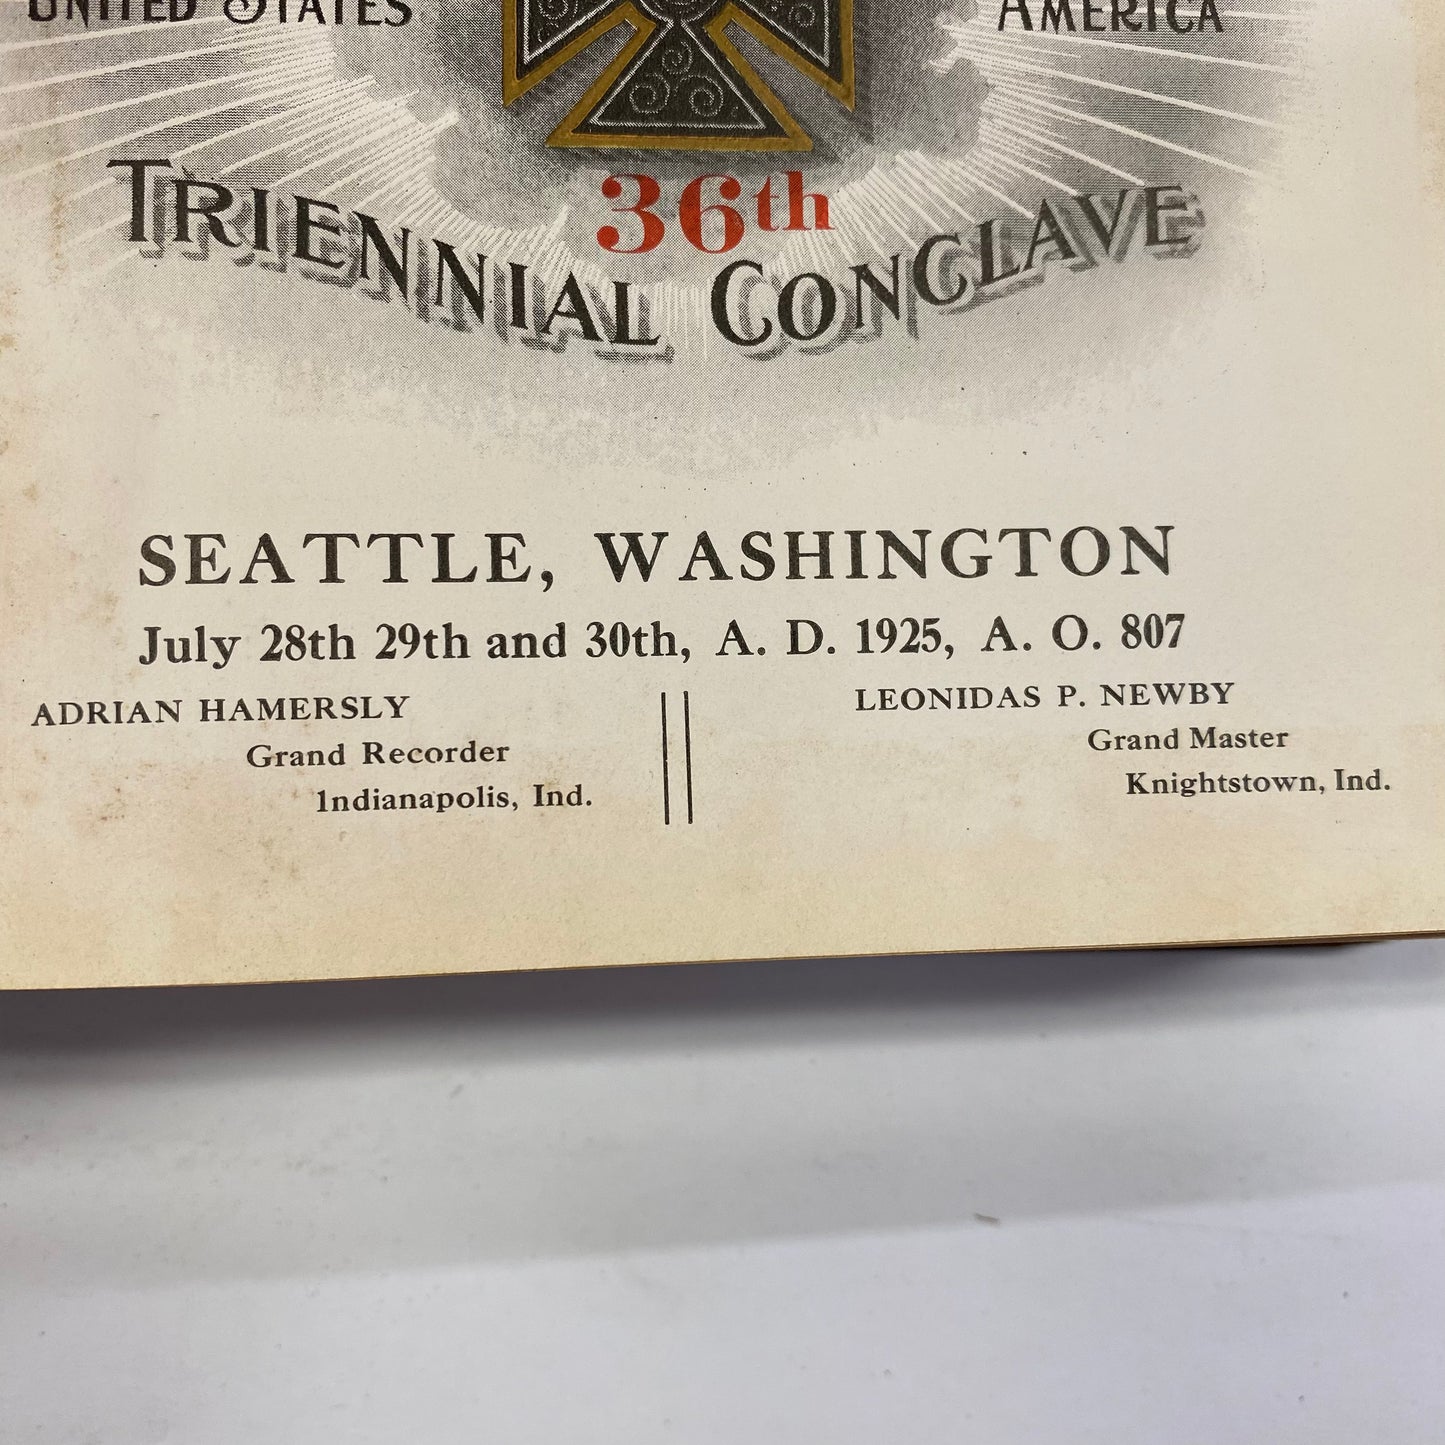 UNITED STATES AMERICA
36th
TRIENNIAL CONCLAVE
SEATTLE, WASHINGTON
July 28th 29th and 30th, A. D. 1925, A. O. 807
ADRIAN HAMERSLY
Grand Recorder
Indianapolis, Ind.
LEONIDAS P. NEWBY
Grand Master
Knightstown, Ind.